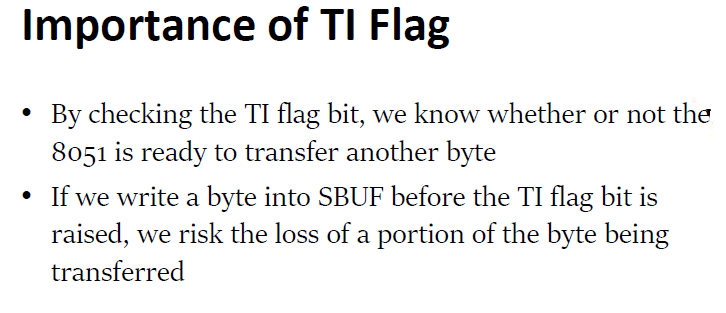 Importance of TI Flag
• By checking the TI flag bit, we know whether or not the
8051 is ready to transfer another byte
• If we write a byte into SBUF before the TI flag bit is
raised, we risk the loss of a portion of the byte being
transferred